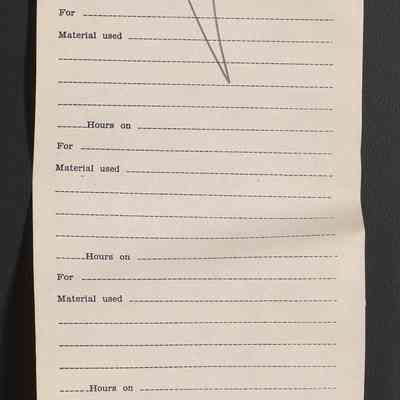 For
Material used
Hours on
For
Material used
Hours on
For
Material used
Hours on